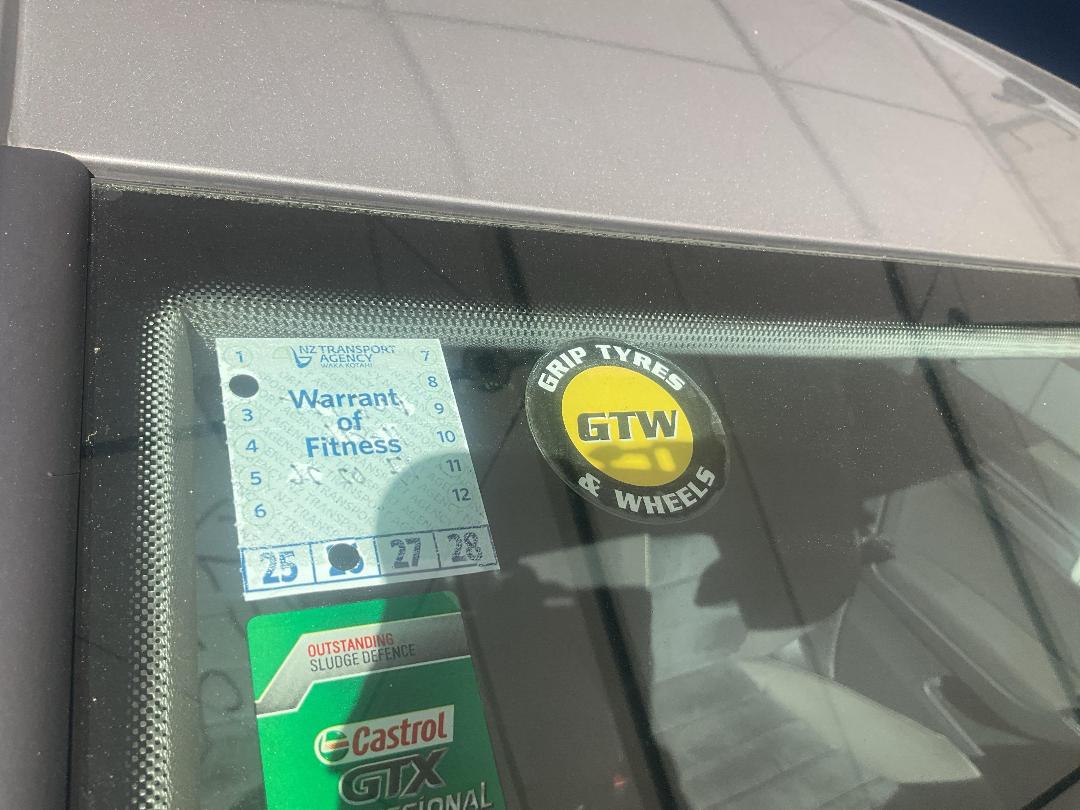 NZ TRANSPORT
AGENCY
WAKA KOTAHI
1
7
8
3
9
4
10
5
11
6
12
Warrant
of
Fitness
25
27
28
GRIP TYRES
GTW
& WHEELS
OUTSTANDING
SLUDGE DEFENCE
Castrol
GTX